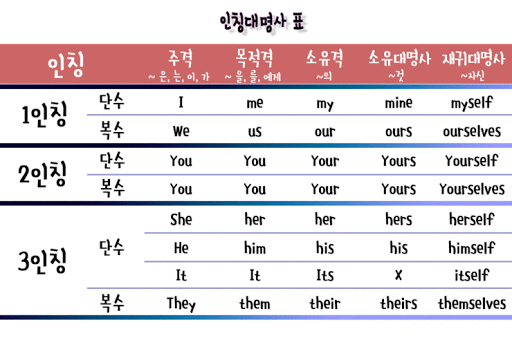 인칭대명사 표
인칭 주격 목적격 소유격 소유대명사 재귀대명사
~ 은, 는, 이, 가 ~ 을, 를, 에게 ~의 ~것 ~자신
1인칭 단수 I me my mine myself
복수 We us our ours ourselves
2인칭 단수 You You Your Yours Yourself
복수 You You Your Yours Yourselves
3인칭 단수 She her her hers herself
He him his his himself
It It Its X itself
복수 They them their theirs themselves